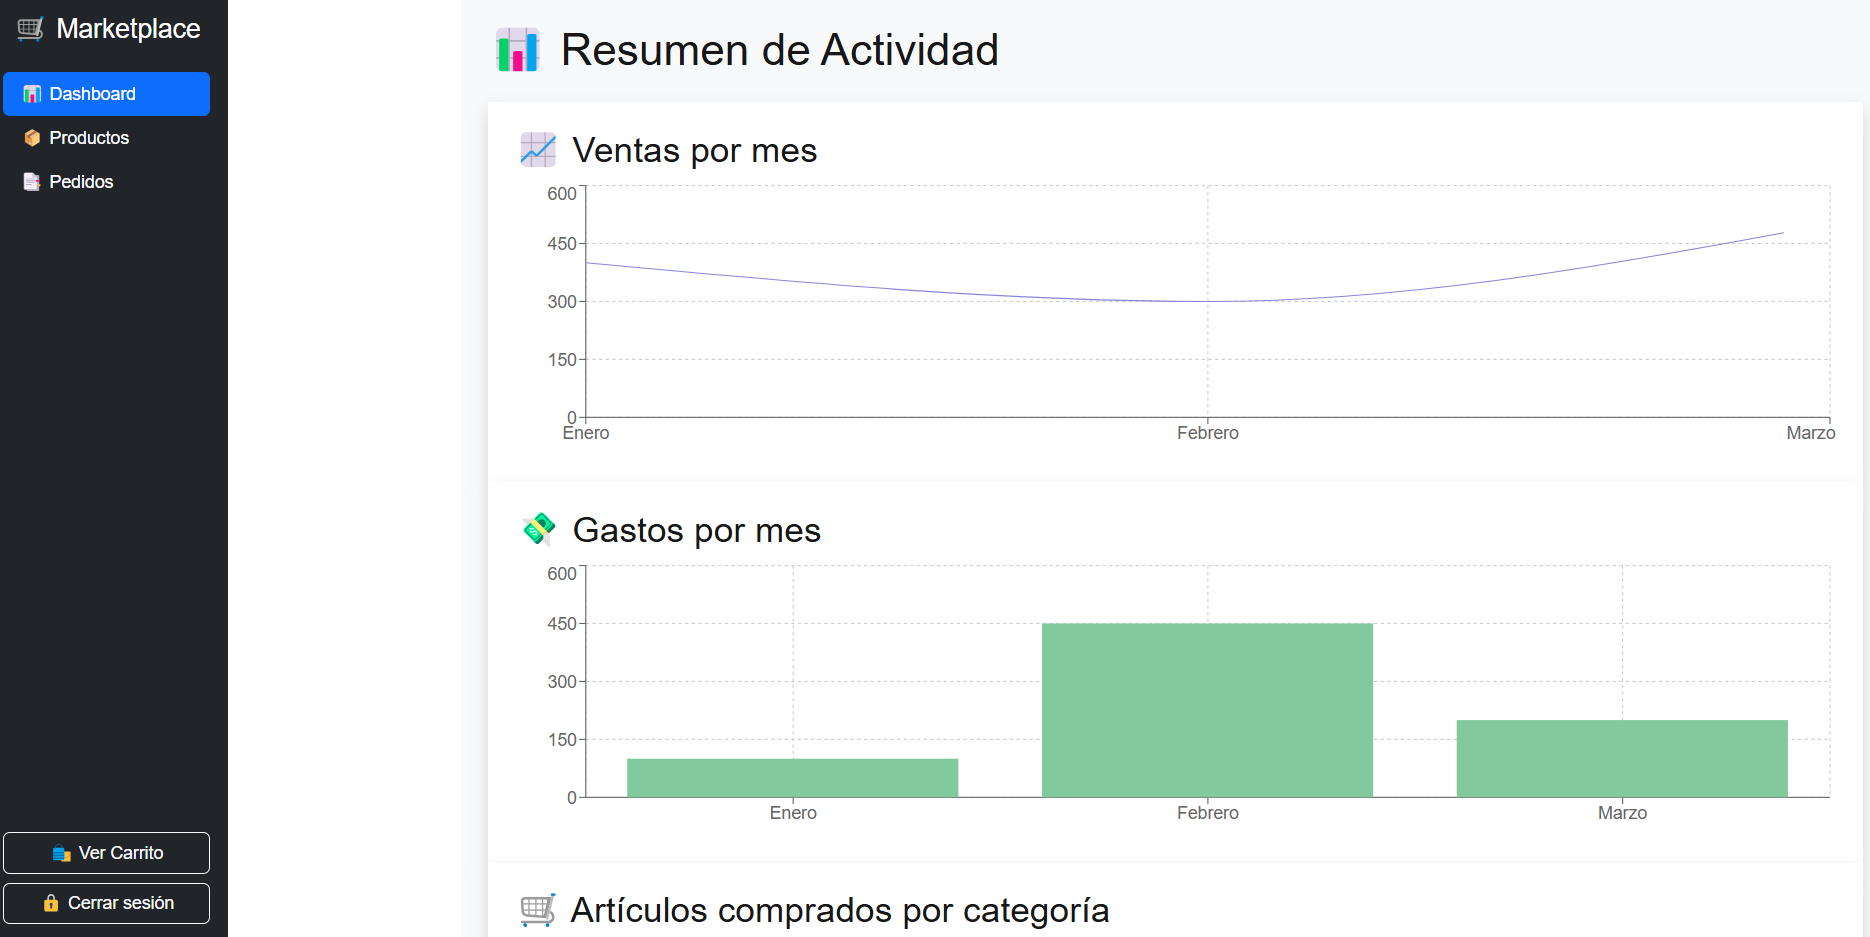 Marketplace
Dashboard
Productos
Pedidos
Ver Carrito
Cerrar sesión
Resumen de Actividad
Ventas por mes
600
450
300
150
0
Enero Febrero Marzo
Gastos por mes
600
450
300
150
0
Enero Febrero Marzo
Artículos comprados por categoría